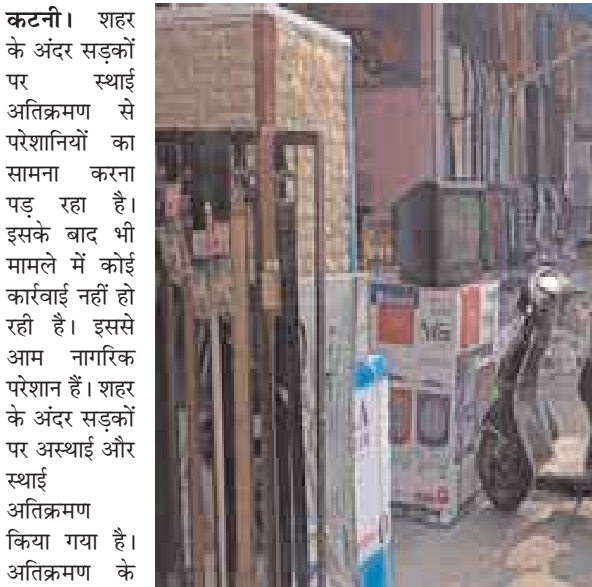 कटनी। शहर
के अंदर सड़कों
पर स्थाई
अतिक्रमण से
परेशानियों का
सामना करना
पड़ रहा है।
इसके बाद भी
मामले में कोई
कार्रवाई नहीं हो
रही है। इससे
आम नागरिक
परेशान हैं। शहर
के अंदर सड़कों
पर अस्थाई और
स्थाई
अतिक्रमण
किया गया है।
अतिक्रमण के